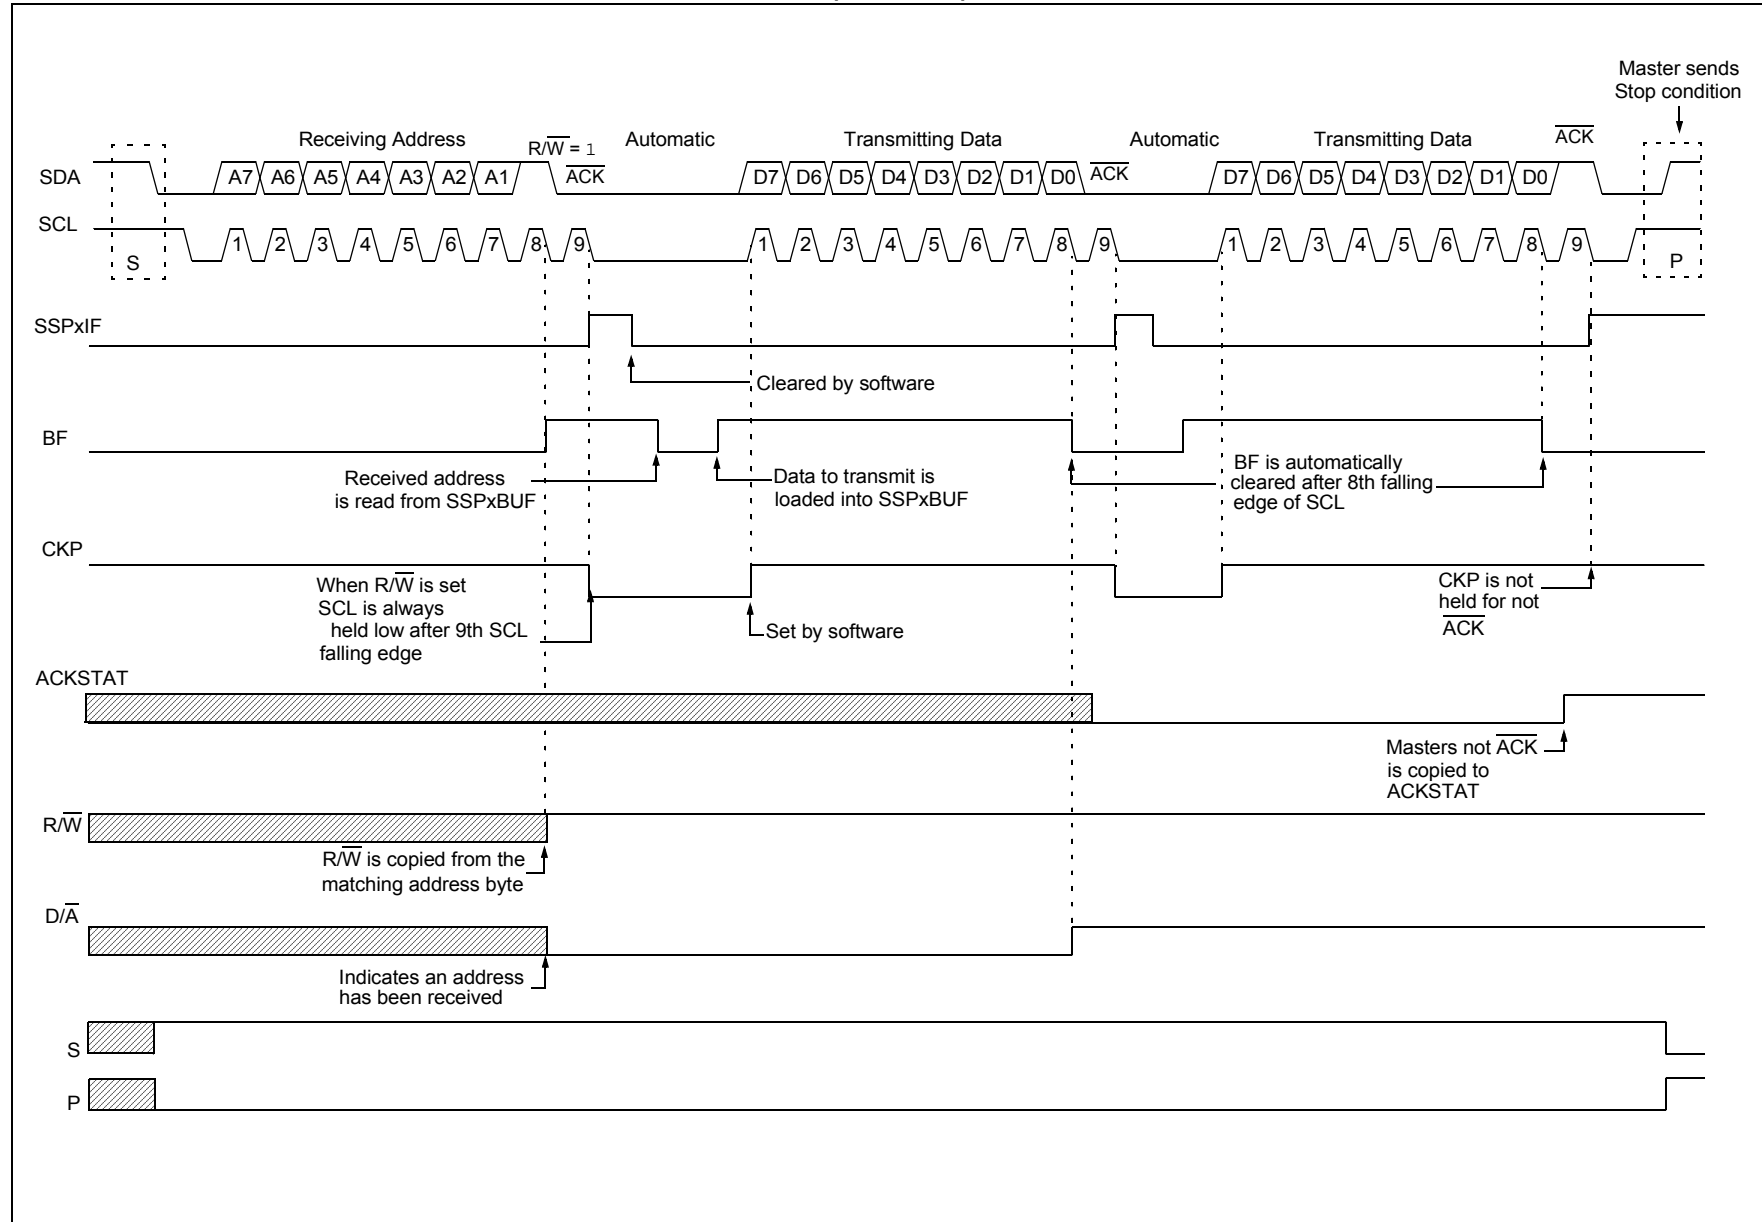 Master sends
Stop condition
Receiving Address
R/W̅ = 1
Automatic
Transmitting Data
Automatic
Transmitting Data
A̅C̅K̅
SDA
A7 A6 A5 A4 A3 A2 A1
A̅C̅K̅
D7 D6 D5 D4 D3 D2 D1 D0
A̅C̅K̅
D7 D6 D5 D4 D3 D2 D1 D0
SCL
S
1 2 3 4 5 6 7 8 9
1 2 3 4 5 6 7 8 9
1 2 3 4 5 6 7 8 9
P
SSPxIF
Cleared by software
BF
Received address
is read from SSPxBUF
Data to transmit is
loaded into SSPxBUF
BF is automatically
cleared after 8th falling
edge of SCL
CKP
When R/W̅ is set
SCL is always
held low after 9th SCL
falling edge
Set by software
CKP is not
held for not
A̅C̅K̅
ACKSTAT
Masters not A̅C̅K̅
is copied to
ACKSTAT
R/W̅
R/W̅ is copied from the
matching address byte
D/A̅
Indicates an address
has been received
S
P